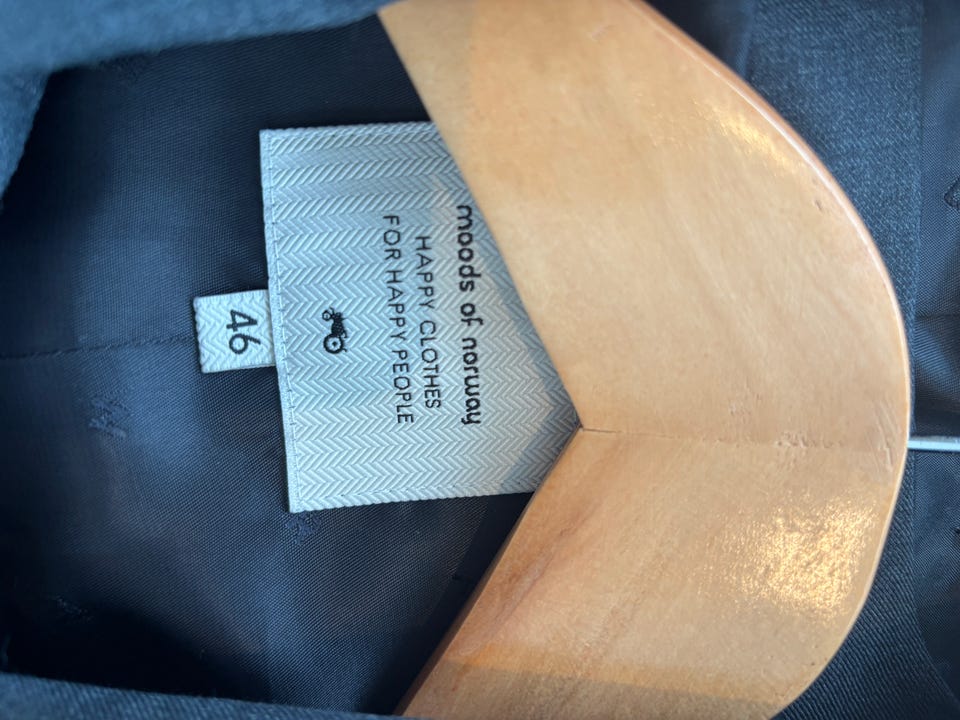 moods of norway
HAPPY CLOTHES
FOR HAPPY PEOPLE
46